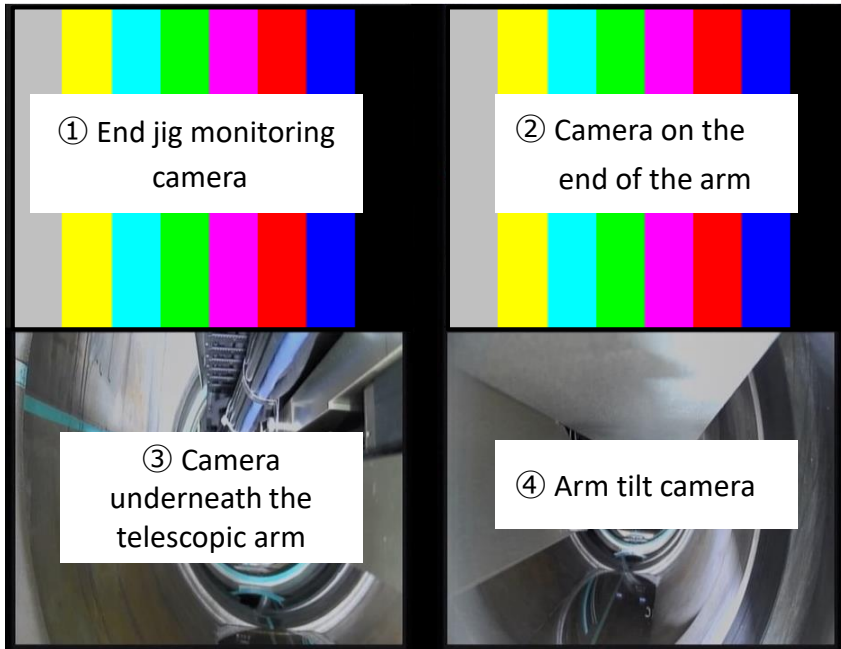 ① End jig monitoring
camera
② Camera on the
end of the arm
③ Camera
underneath the
telescopic arm
④ Arm tilt camera